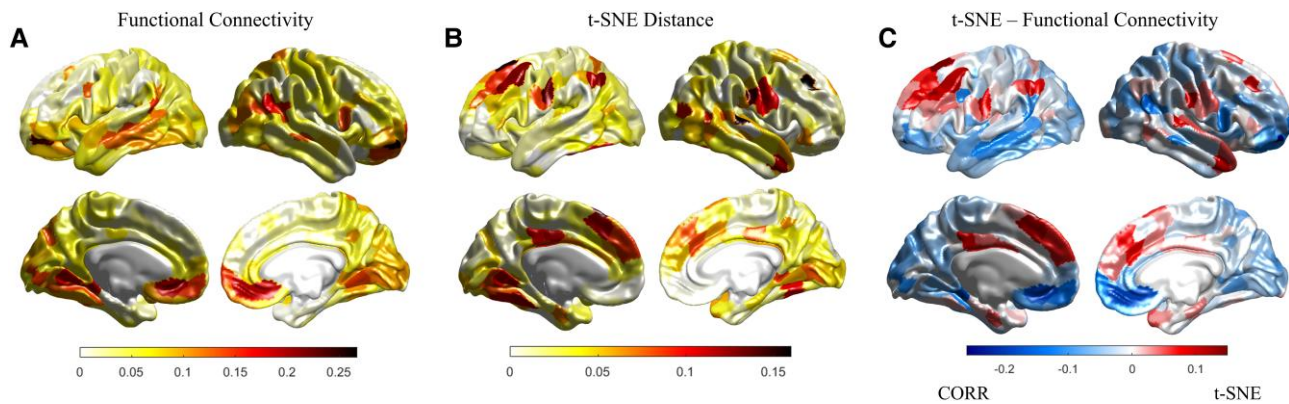 Functional Connectivity
t-SNE Distance
t-SNE – Functional Connectivity
A
B
C
0 0.05 0.1 0.15 0.2 0.25
0 0.05 0.1 0.15
-0.2 -0.1 0 0.1
CORR
t-SNE